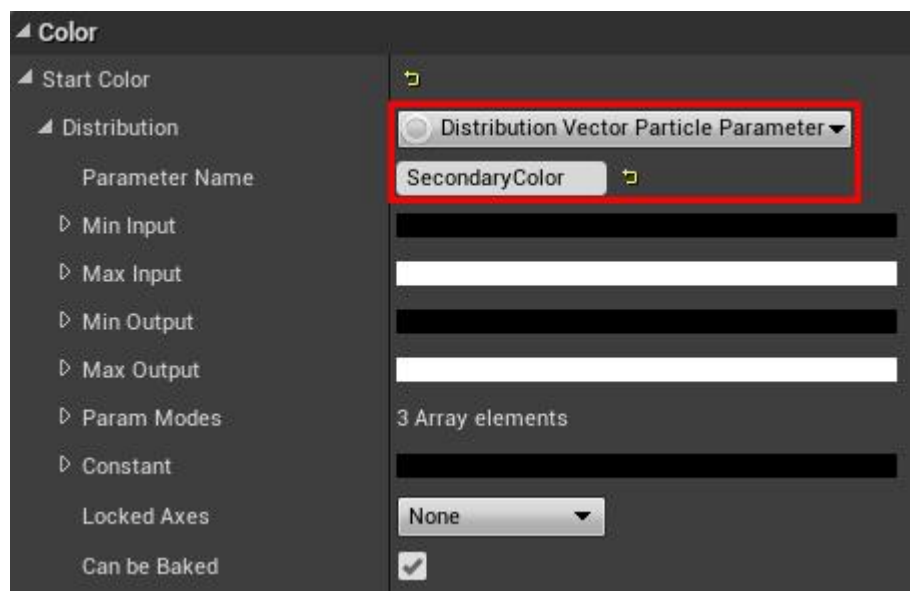 Color
Start Color
Distribution Distribution Vector Particle Parameter
Parameter Name SecondaryColor
Min Input
Max Input
Min Output
Max Output
Param Modes 3 Array elements
Constant
Locked Axes None
Can be Baked